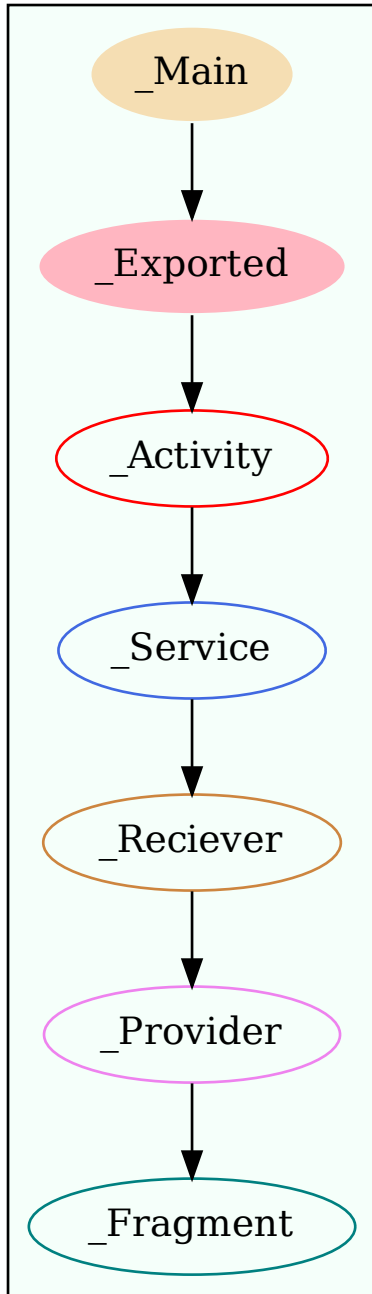 _Main
_Exported
_Activity
_Service
_Reciever
_Provider
_Fragment